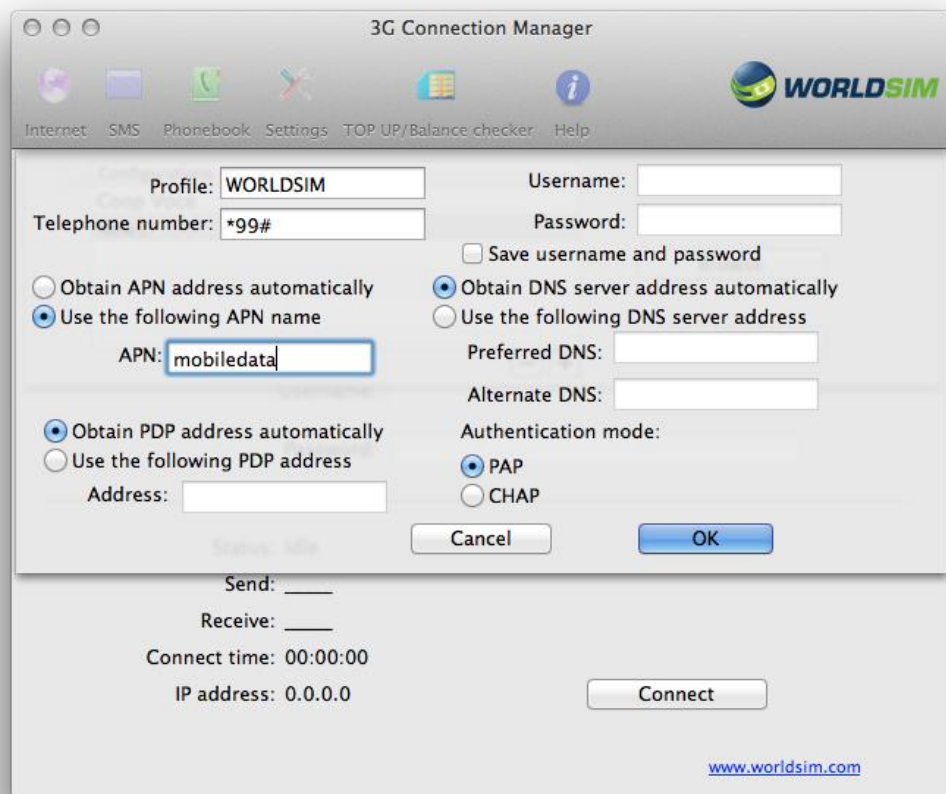 3G Connection Manager
Internet SMS Phonebook Settings TOP UP/Balance checker Help
WORLDSIM
Profile: WORLDSIM
Telephone number: *99#
Username:
Password:
Save username and password
Obtain APN address automatically
Use the following APN name
APN: mobiledata
Obtain DNS server address automatically
Use the following DNS server address
Preferred DNS:
Alternate DNS:
Obtain PDP address automatically
Use the following PDP address
Address:
Authentication mode:
PAP
CHAP
Cancel OK
Status: Idle
Send: _____
Receive: _____
Connect time: 00:00:00
IP address: 0.0.0.0
Connect
www.worldsim.com